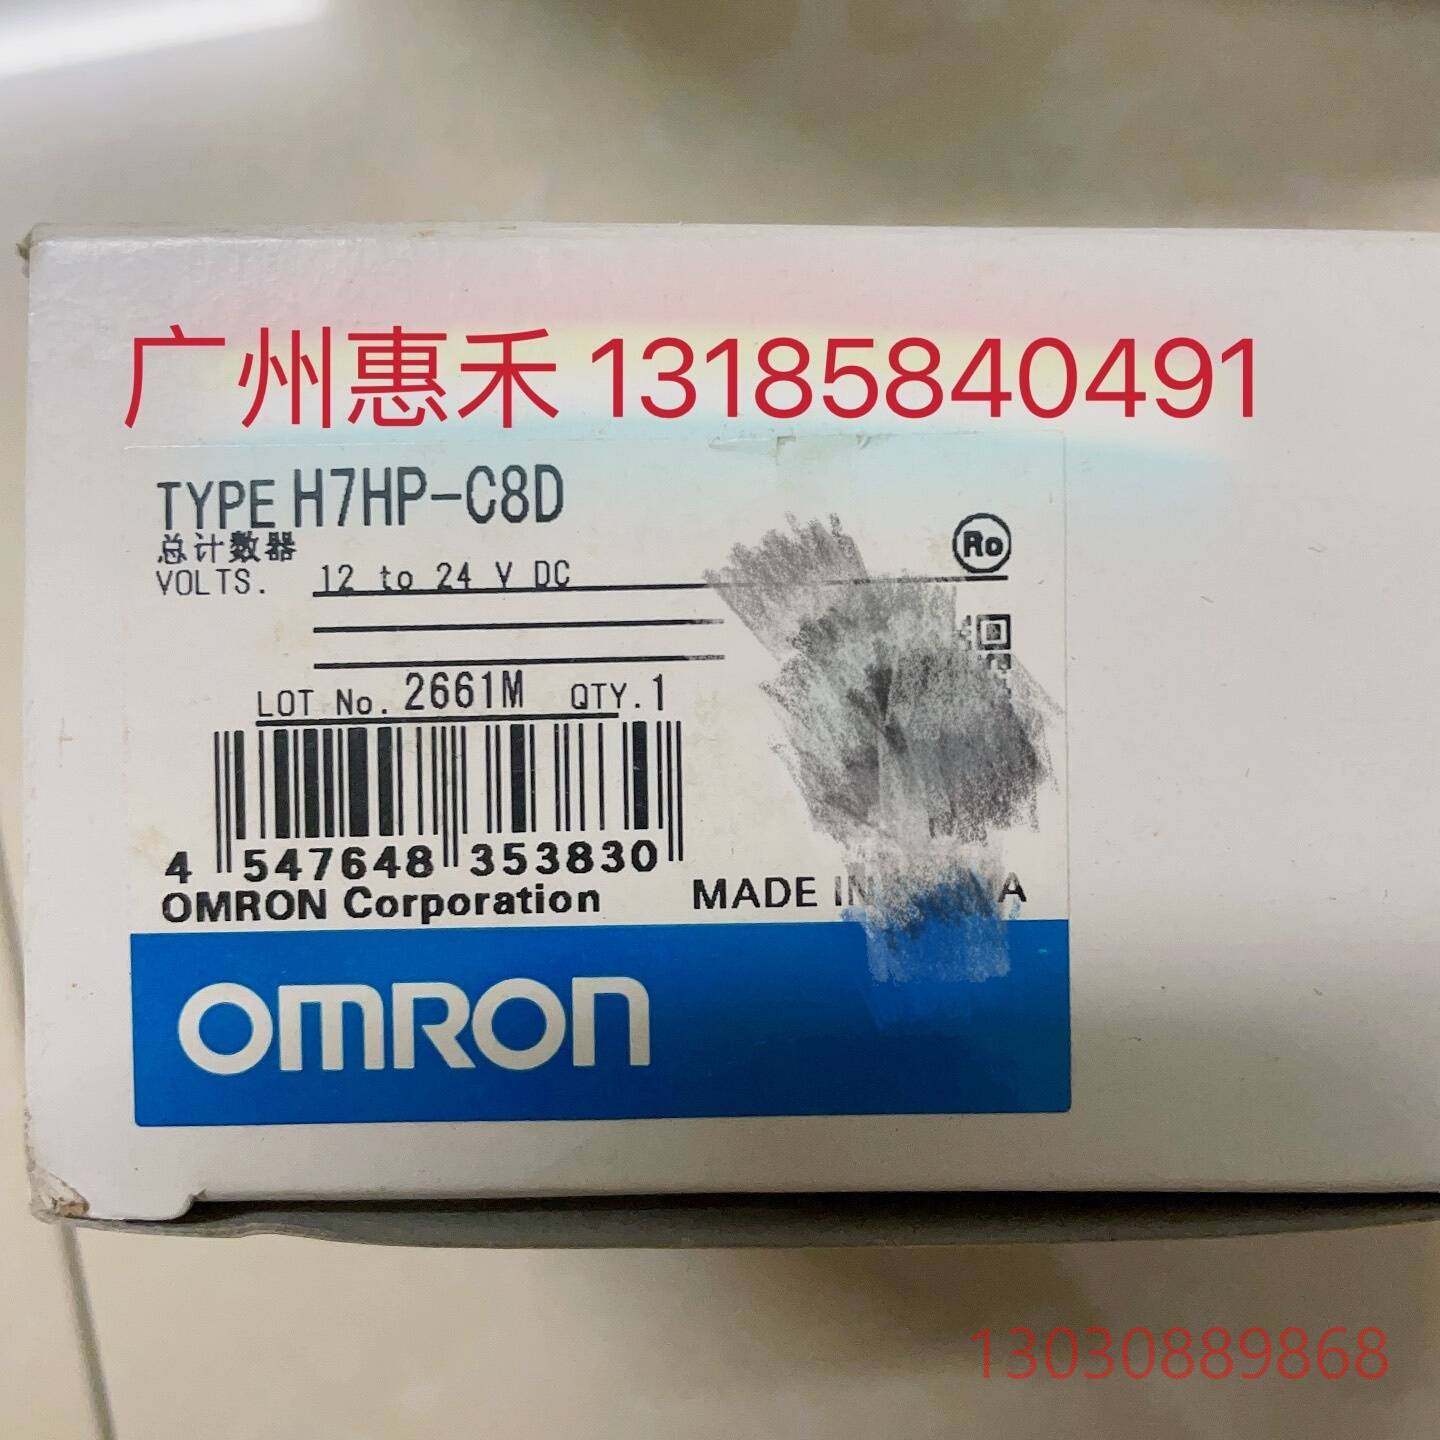 广州惠禾 13185840491
TYPE H7HP-C8D
总计数器
Ro
VOLTS. 12 to 24 V DC
LOT No. 2661M QTY. 1
4 547648 353830
OMRON Corporation
MADE IN
OMRON
13030889868